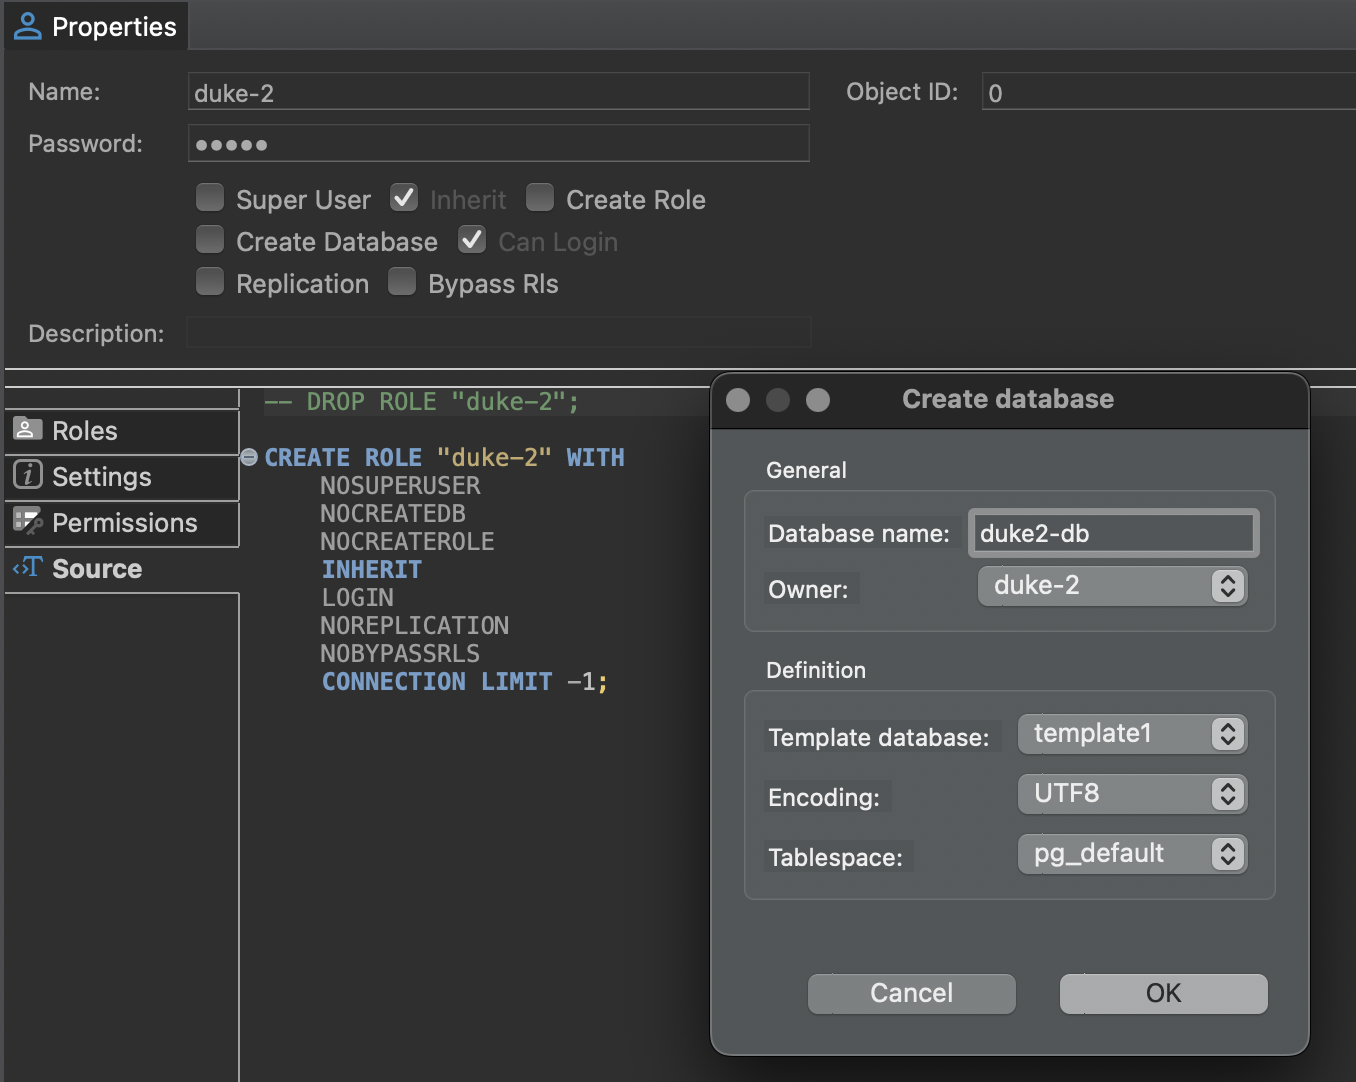 Properties
Name: duke-2 Object ID: 0
Password: ●●●●●
Super User Inherit Create Role
Create Database Can Login
Replication Bypass Rls
Description:
-- DROP ROLE "duke-2";
CREATE ROLE "duke-2" WITH
NOSUPERUSER
NOCREATEDB
NOCREATEROLE
INHERIT
LOGIN
NOREPLICATION
NOBYPASSRLS
CONNECTION LIMIT -1;
Roles
Settings
Permissions
Source
Create database
General
Database name: duke2-db
Owner: duke-2
Definition
Template database: template1
Encoding: UTF8
Tablespace: pg_default
Cancel OK